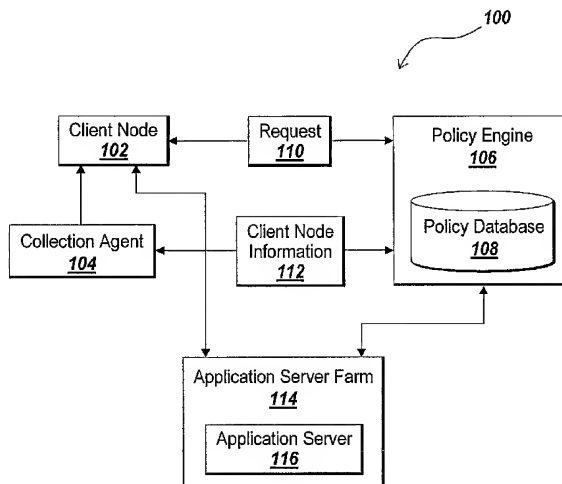 100
Client Node
102
Request
110
Policy Engine
106
Policy Database
108
Collection Agent
104
Client Node
Information
112
Application Server Farm
114
Application Server
116